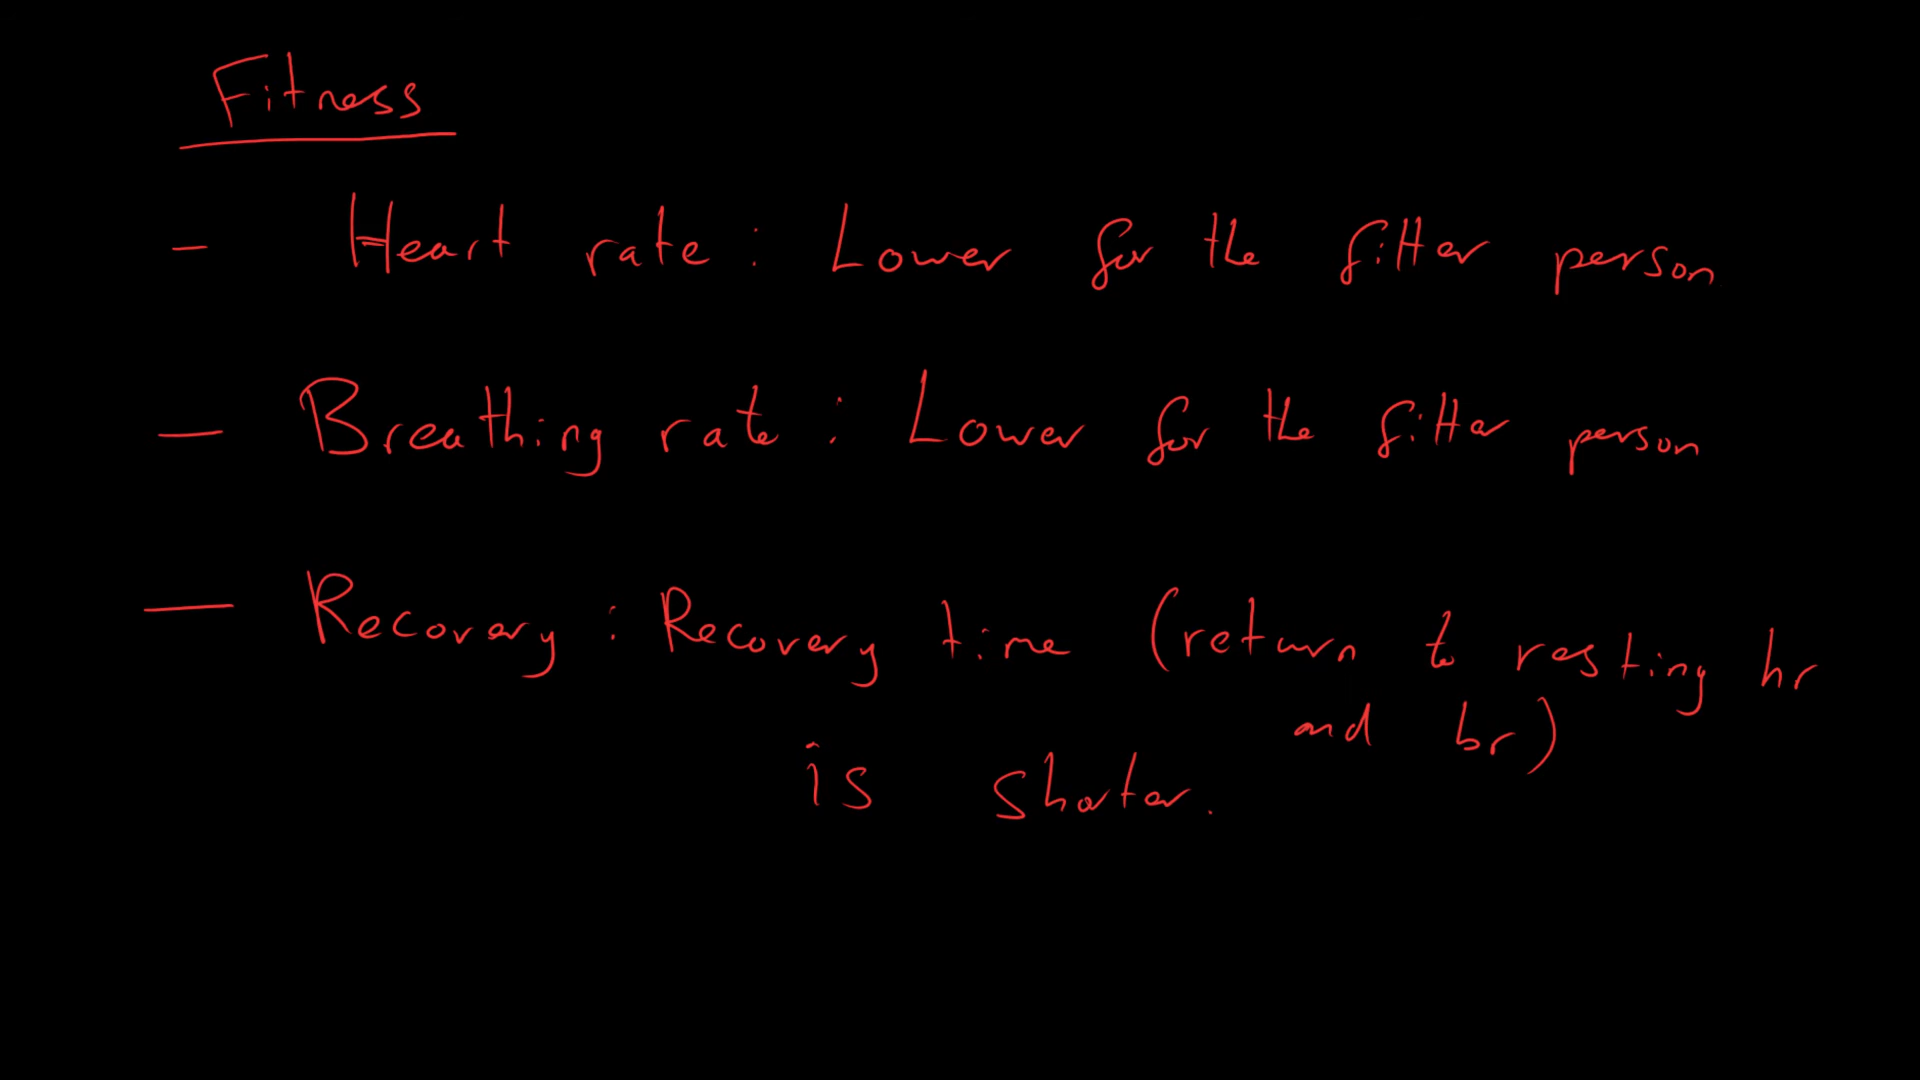 Fitness
- Heart rate : Lower for the fitter person
- Breathing rate : Lower for the fitter person
- Recovery : Recovery time (return to resting hr
and br)
is shorter.